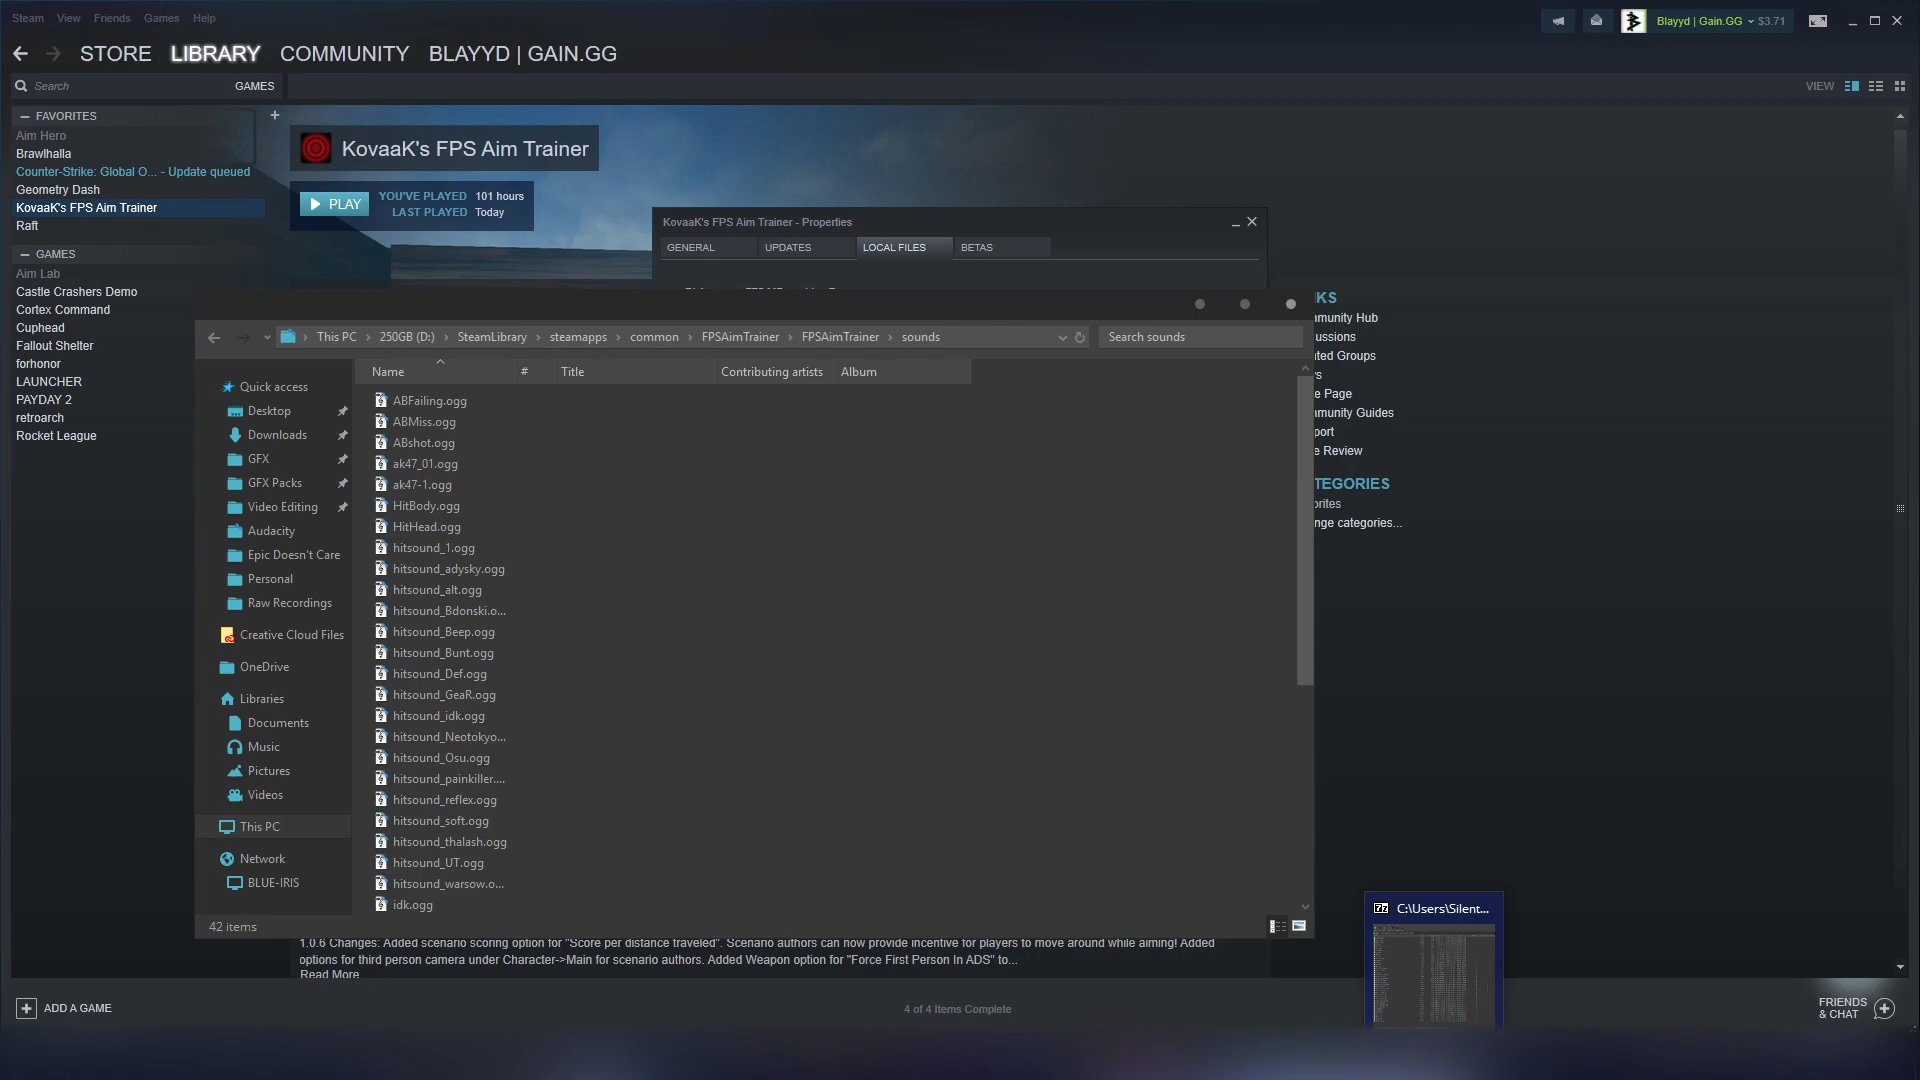 Steam View Friends Games Help
Blayyd | Gain.GG $3.71
STORE LIBRARY COMMUNITY BLAYYD | GAIN.GG
Search GAMES VIEW
FAVORITES
Aim Hero
Brawlhalla
Counter-Strike: Global O... - Update queued
Geometry Dash
KovaaK's FPS Aim Trainer
Raft
GAMES
Aim Lab
Castle Crashers Demo
Cortex Command
Cuphead
Fallout Shelter
forhonor
LAUNCHER
PAYDAY 2
retroarch
Rocket League
KovaaK's FPS Aim Trainer
PLAY
YOU'VE PLAYED 101 hours
LAST PLAYED Today
KovaaK's FPS Aim Trainer - Properties
GENERAL UPDATES LOCAL FILES BETAS
This PC 250GB (D:) SteamLibrary steamapps common FPSAimTrainer FPSAimTrainer sounds
Search sounds
Quick access
Desktop
Downloads
GFX
GFX Packs
Video Editing
Audacity
Epic Doesn't Care
Personal
Raw Recordings
Creative Cloud Files
OneDrive
Libraries
Documents
Music
Pictures
Videos
This PC
Network
BLUE-IRIS
Name # Title Contributing artists Album
ABFailing.ogg
ABMiss.ogg
ABshot.ogg
ak47_01.ogg
ak47-1.ogg
HitBody.ogg
HitHead.ogg
hitsound_1.ogg
hitsound_adysky.ogg
hitsound_alt.ogg
hitsound_Bdonski.o...
hitsound_Beep.ogg
hitsound_Bunt.ogg
hitsound_Def.ogg
hitsound_GeaR.ogg
hitsound_idk.ogg
hitsound_Neotokyo...
hitsound_Osu.ogg
hitsound_painkiller....
hitsound_reflex.ogg
hitsound_soft.ogg
hitsound_thalash.ogg
hitsound_UT.ogg
hitsound_warsow.o...
idk.ogg
42 items
KS
mmunity Hub
ussions
ted Groups
s
e Page
mmunity Guides
port
e Review
TEGORIES
orites
nge categories...
7z C:\Users\Silent...
1.0.6 Changes: Added scenario scoring option for "Score per distance traveled". Scenario authors can now provide incentive for players to move around while aiming! Added
options for third person camera under Character->Main for scenario authors. Added Weapon option for "Force First Person In ADS" to...
Read More
ADD A GAME
4 of 4 Items Complete
FRIENDS
& CHAT